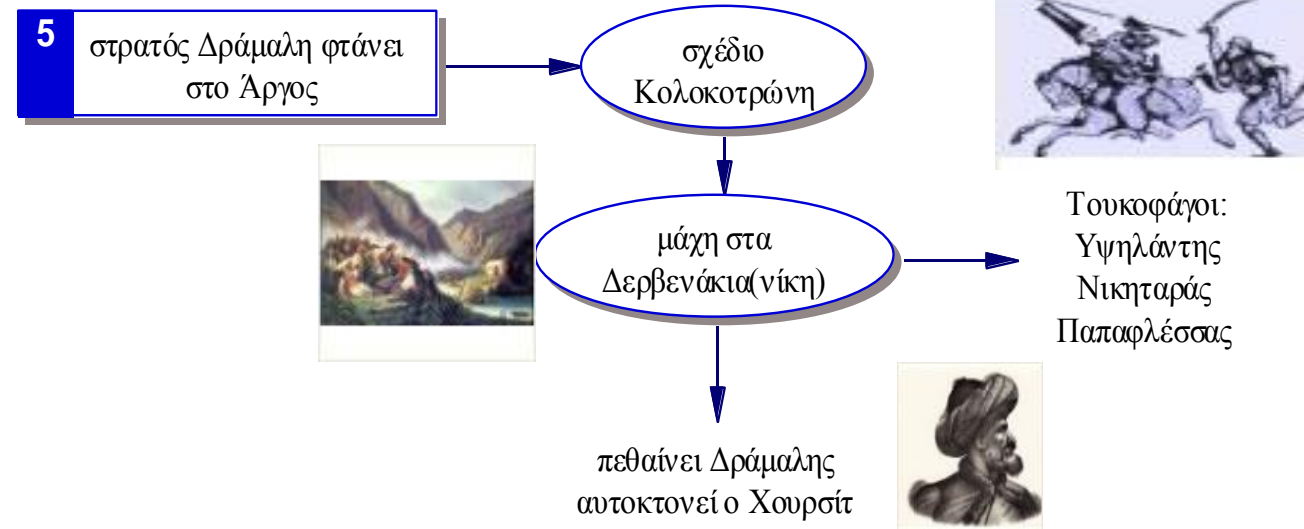 5
στρατός Δράμαλη φτάνει
στο Άργος
σχέδιο
Κολοκοτρώνη
μάχη στα
Δερβενάκια(νίκη)
Τουκοφάγοι:
Υψηλάντης
Νικηταράς
Παπαφλέσσας
πεθαίνει Δράμαλης
αυτοκτονεί ο Χουρσίτ